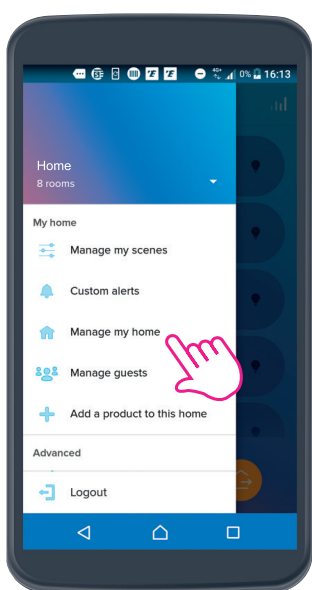 4G+ 0% 16:13
Home
8 rooms
My home
Manage my scenes
Custom alerts
Manage my home
Manage guests
Add a product to this home
Advanced
Logout